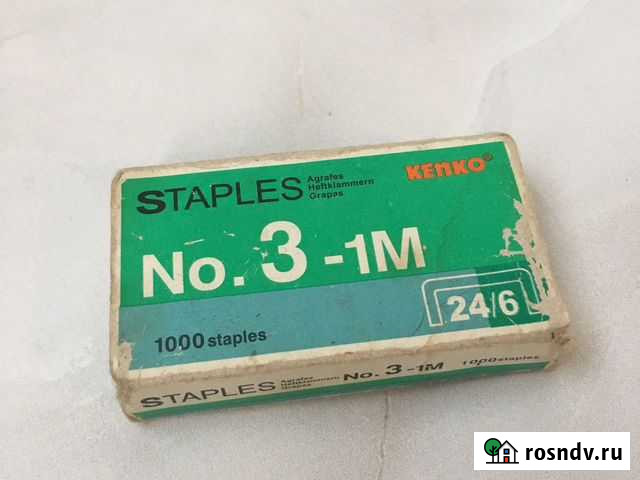 STAPLES
Agrafes
Heftklammern
Grapas
KENKO®
No. 3 -1M
1000 staples
24/6
STAPLES
Agrafes
Heftklammern
Grapas
No. 3 -1M
1000 staples
rosndv.ru